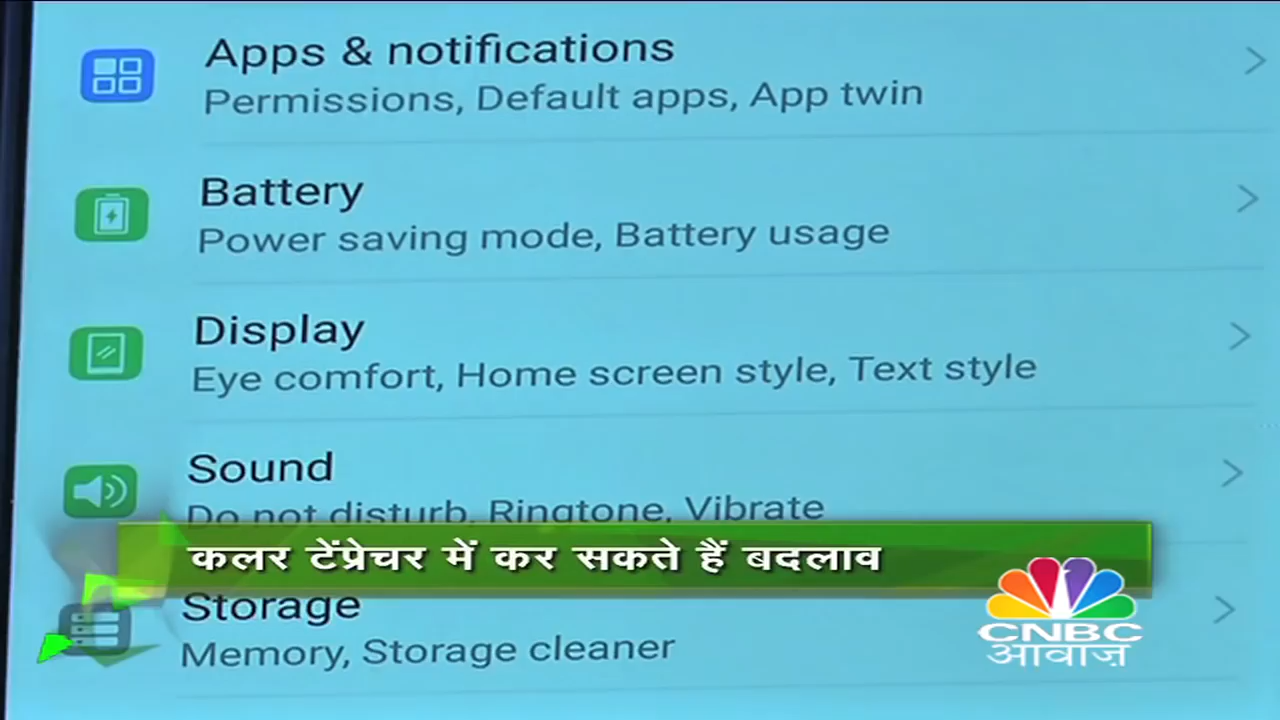 Apps & notifications
Permissions, Default apps, App twin
Battery
Power saving mode, Battery usage
Display
Eye comfort, Home screen style, Text style
Sound
Do not disturb, Ringtone, Vibrate
कलर टेंप्रेचर में कर सकते हैं बदलाव
Storage
Memory, Storage cleaner
CNBC
आवाज़